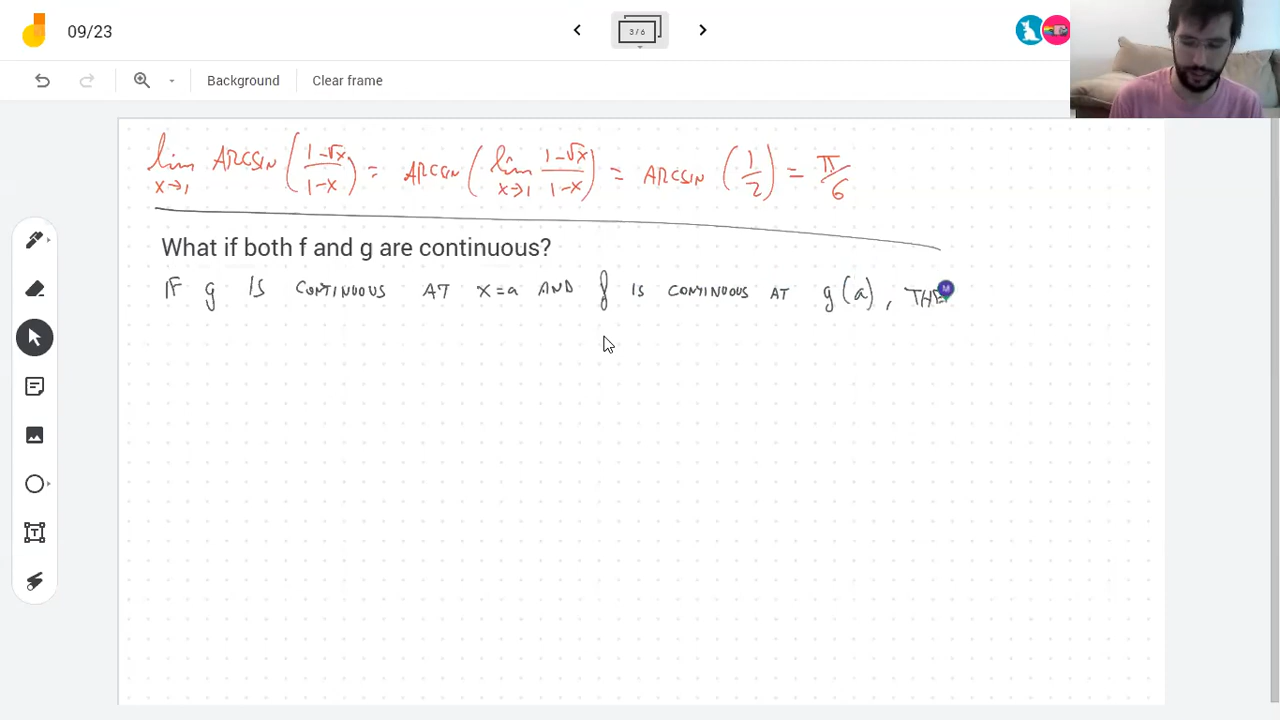 09/23
3 / 6
Background
Clear frame
lim x→1 ARCSIN (1-√x / 1-x) = ARCSIN (lim x→1 1-√x / 1-x) = ARCSIN (1/2) = π/6
What if both f and g are continuous?
IF g IS CONTINUOUS AT x=a AND f IS CONTINUOUS AT g(a), THE
M